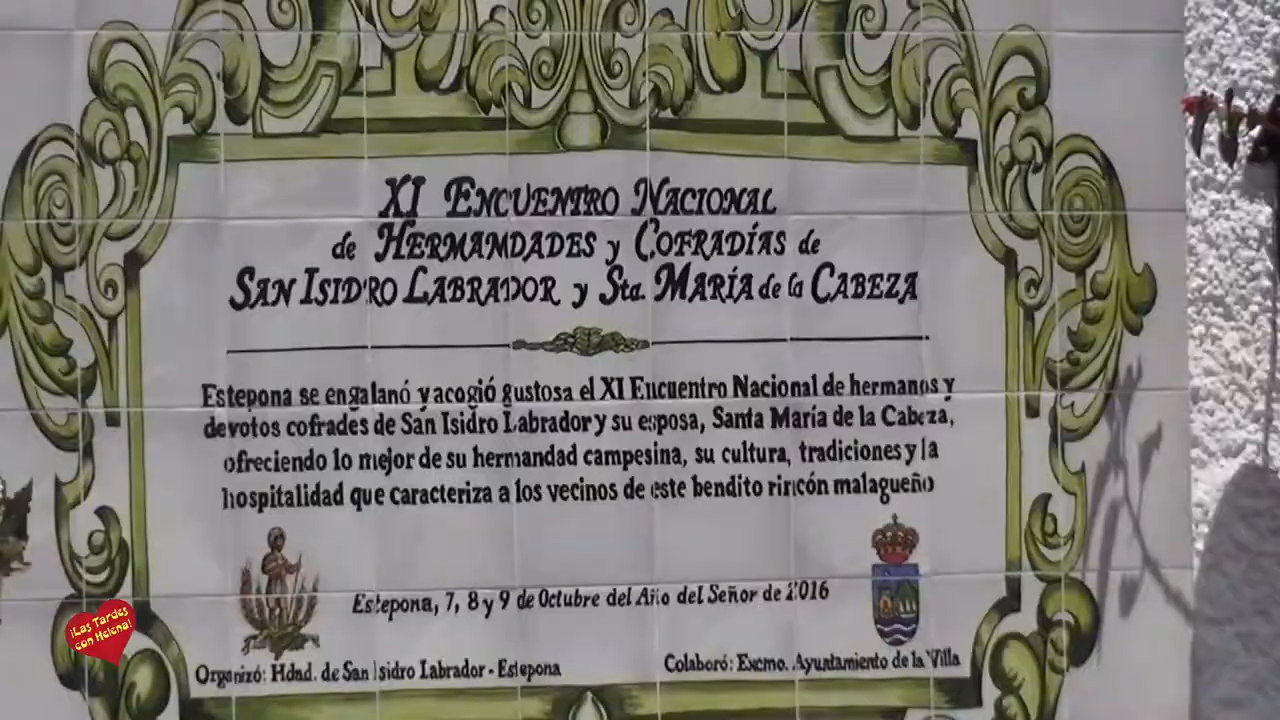 XI ENCUENTRO NACIONAL
de HERMAMDADES y COFRADÍAS de
SAN ISIDRO LABRADOR y Sta. MARÍA de la CABEZA
Estepona se engalanó y acogió gustosa el XI Encuentro Nacional de hermanos y
devotos cofrades de San Isidro Labrador y su esposa, Santa María de la Cabeza,
ofreciendo lo mejor de su hermandad campesina, su cultura, tradiciones y la
hospitalidad que caracteriza a los vecinos de este bendito rincón malagueño
Estepona, 7, 8 y 9 de Octubre del Año del Señor de 2016
Organizó: Hdad. de San Isidro Labrador - Estepona
Colaboró: Excmo. Ayuntamiento de la Villa
¡Las Tardes
con Helena!